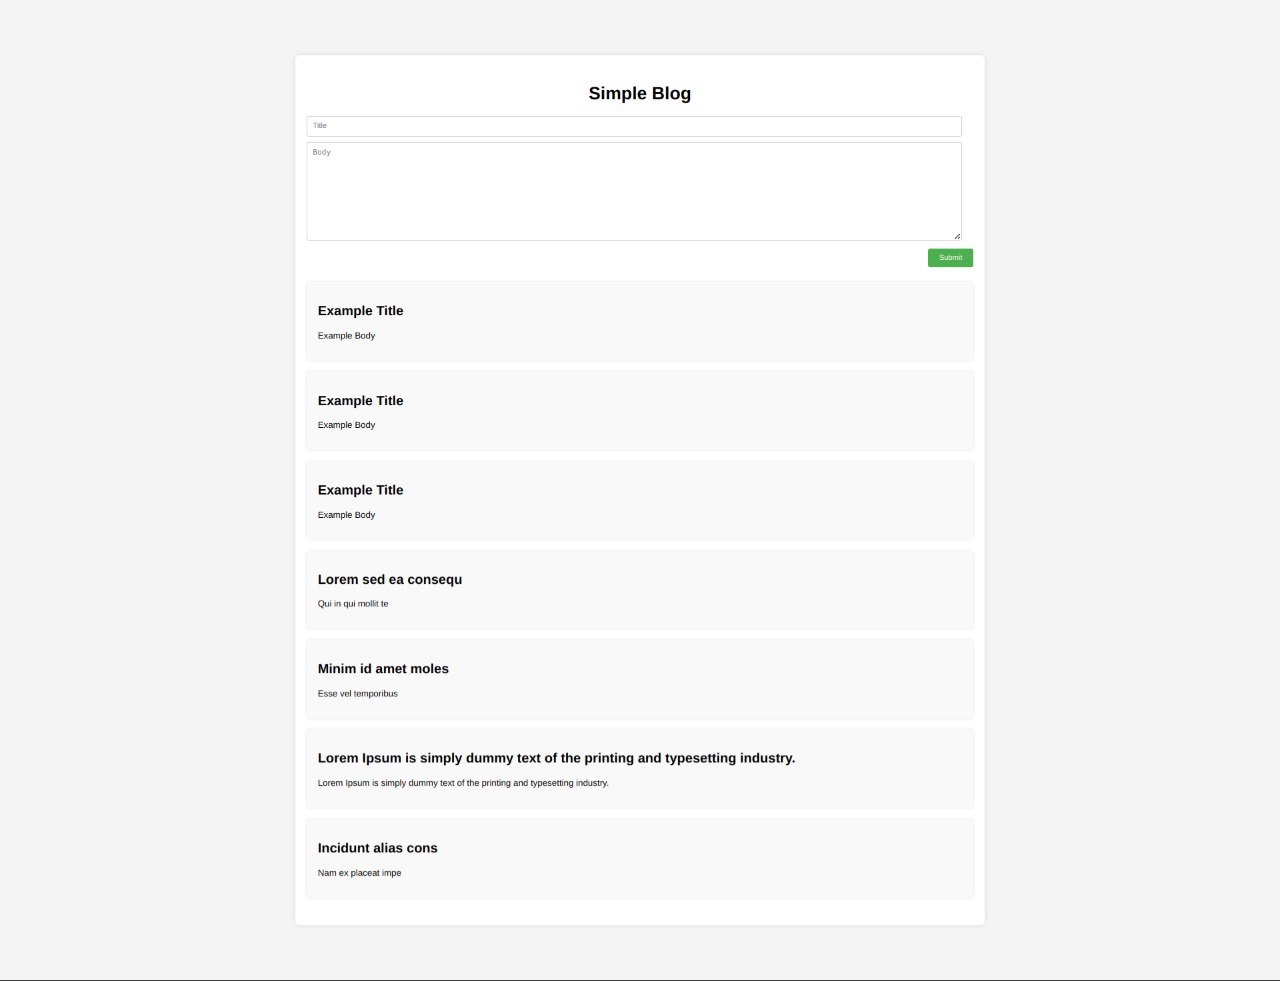 Simple Blog
Title
Body
Submit
Example Title
Example Body
Example Title
Example Body
Example Title
Example Body
Lorem sed ea consequ
Qui in qui mollit te
Minim id amet moles
Esse vel temporibus
Lorem Ipsum is simply dummy text of the printing and typesetting industry.
Lorem Ipsum is simply dummy text of the printing and typesetting industry.
Incidunt alias cons
Nam ex placeat impe